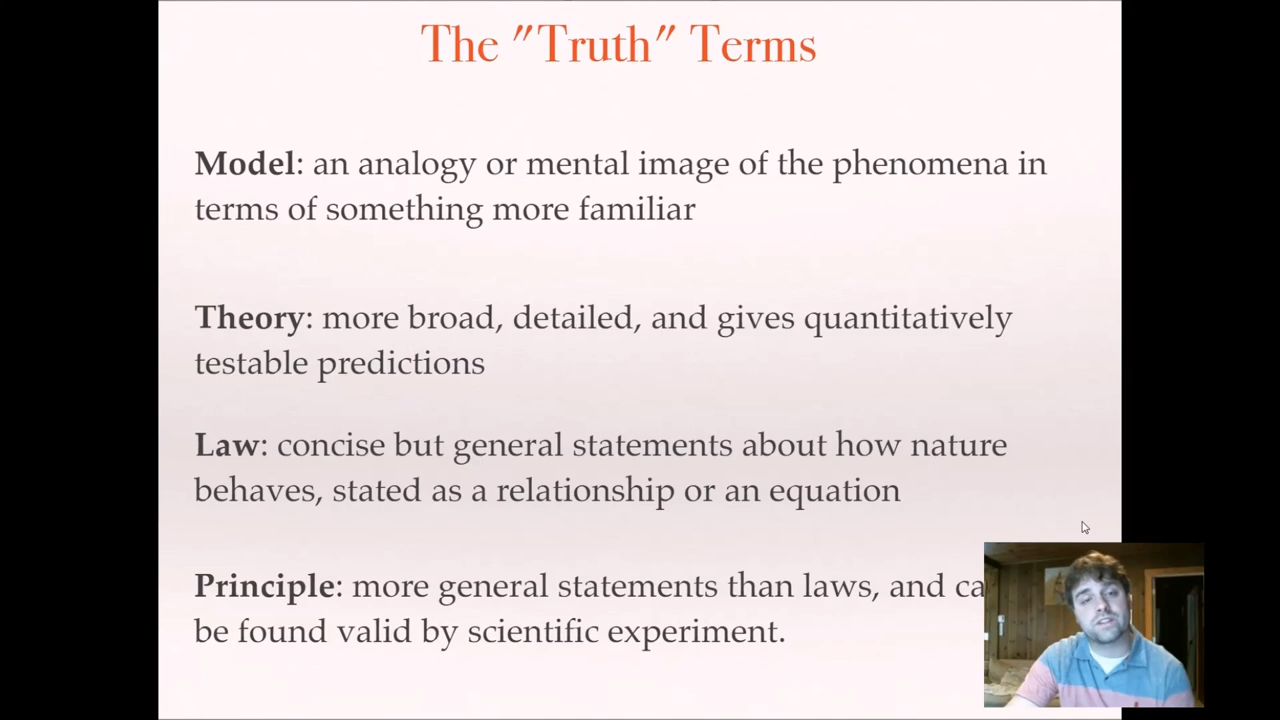 The "Truth" Terms
Model: an analogy or mental image of the phenomena in
terms of something more familiar
Theory: more broad, detailed, and gives quantitatively
testable predictions
Law: concise but general statements about how nature
behaves, stated as a relationship or an equation
Principle: more general statements than laws, and
be found valid by scientific experiment.